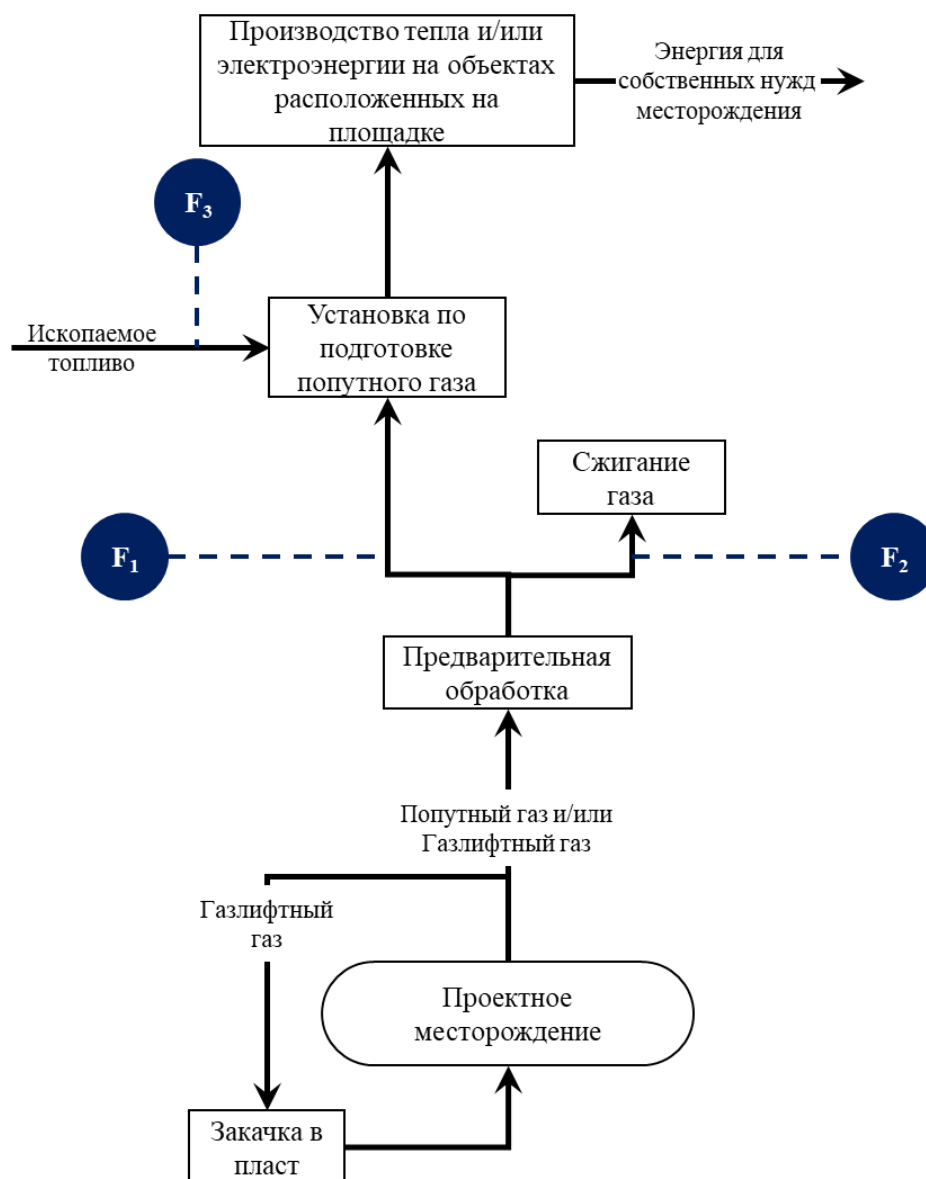 Производство тепла и/или
электроэнергии на объектах
расположенных на
площадке
Энергия для
собственных нужд
месторождения
F₃
Ископаемое
топливо
Установка по
подготовке
попутного газа
Сжигание
газа
F₁
F₂
Предварительная
обработка
Попутный газ и/или
Газлифтный газ
Газлифтный
газ
Проектное
месторождение
Закачка в
пласт